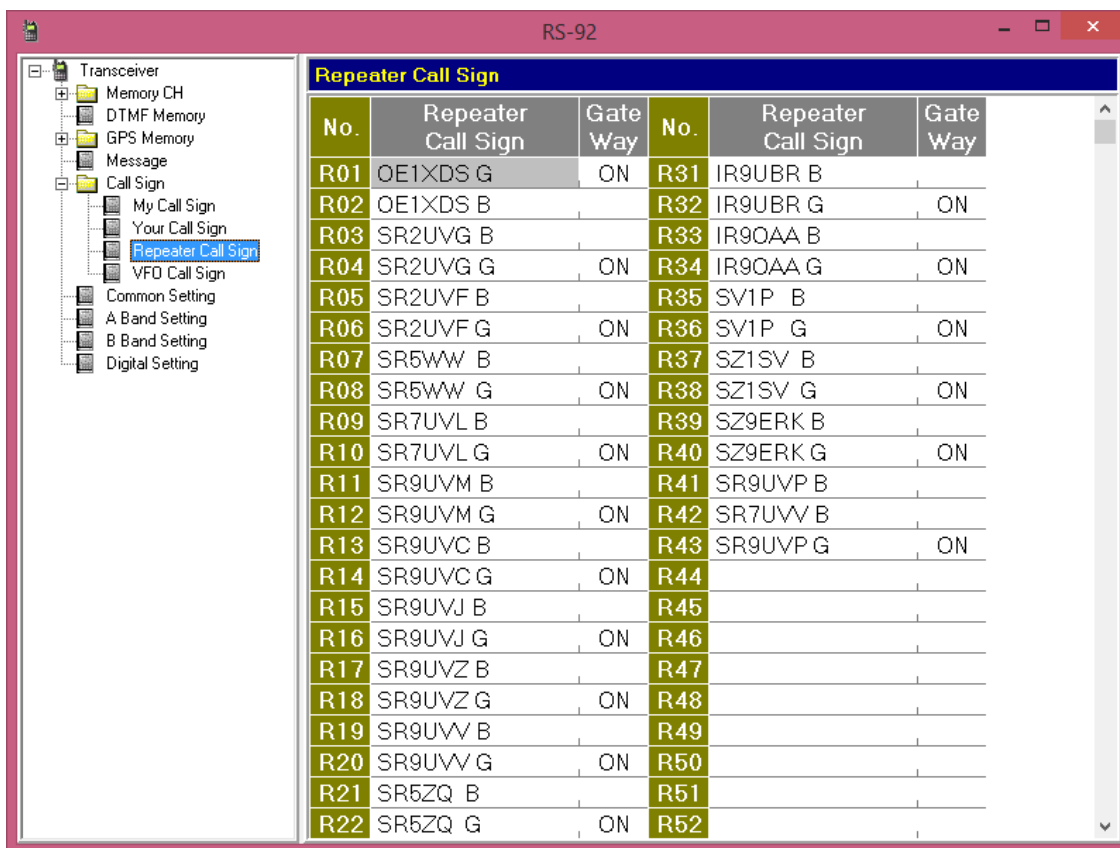 RS-92
Transceiver
Memory CH
DTMF Memory
GPS Memory
Message
Call Sign
My Call Sign
Your Call Sign
Repeater Call Sign
VFO Call Sign
Common Setting
A Band Setting
B Band Setting
Digital Setting
Repeater Call Sign
No. Repeater Call Sign Gate Way No. Repeater Call Sign Gate Way
R01 OE1XDS G ON R31 IR9UBR B
R02 OE1XDS B R32 IR9UBR G ON
R03 SR2UVG B R33 IR9OAA B
R04 SR2UVG G ON R34 IR9OAA G ON
R05 SR2UVF B R35 SV1P B
R06 SR2UVF G ON R36 SV1P G ON
R07 SR5WW B R37 SZ1SV B
R08 SR5WW G ON R38 SZ1SV G ON
R09 SR7UVL B R39 SZ9ERK B
R10 SR7UVL G ON R40 SZ9ERK G ON
R11 SR9UVM B R41 SR9UVP B
R12 SR9UVM G ON R42 SR7UVV B
R13 SR9UVC B R43 SR9UVP G ON
R14 SR9UVC G ON R44
R15 SR9UVJ B R45
R16 SR9UVJ G ON R46
R17 SR9UVZ B R47
R18 SR9UVZ G ON R48
R19 SR9UVV B R49
R20 SR9UVV G ON R50
R21 SR5ZQ B R51
R22 SR5ZQ G ON R52